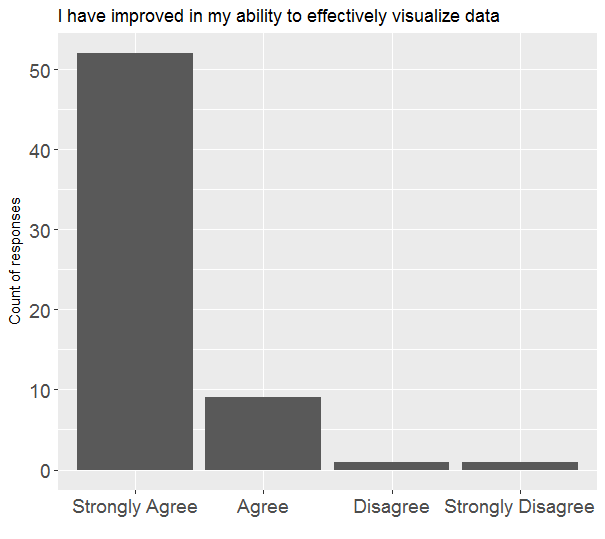 I have improved in my ability to effectively visualize data
Count of responses
50
40
30
20
10
0
Strongly Agree Agree Disagree Strongly Disagree